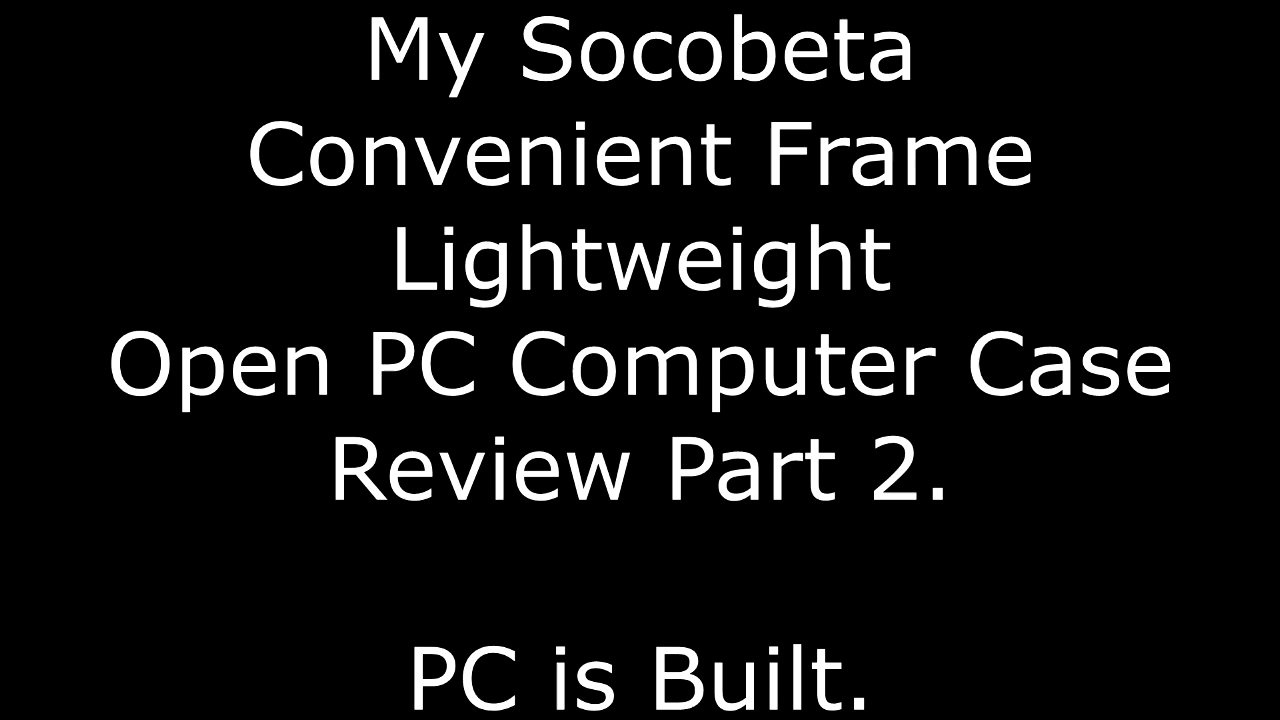 My Socobeta
Convenient Frame
Lightweight
Open PC Computer Case
Review Part 2.
PC is Built.